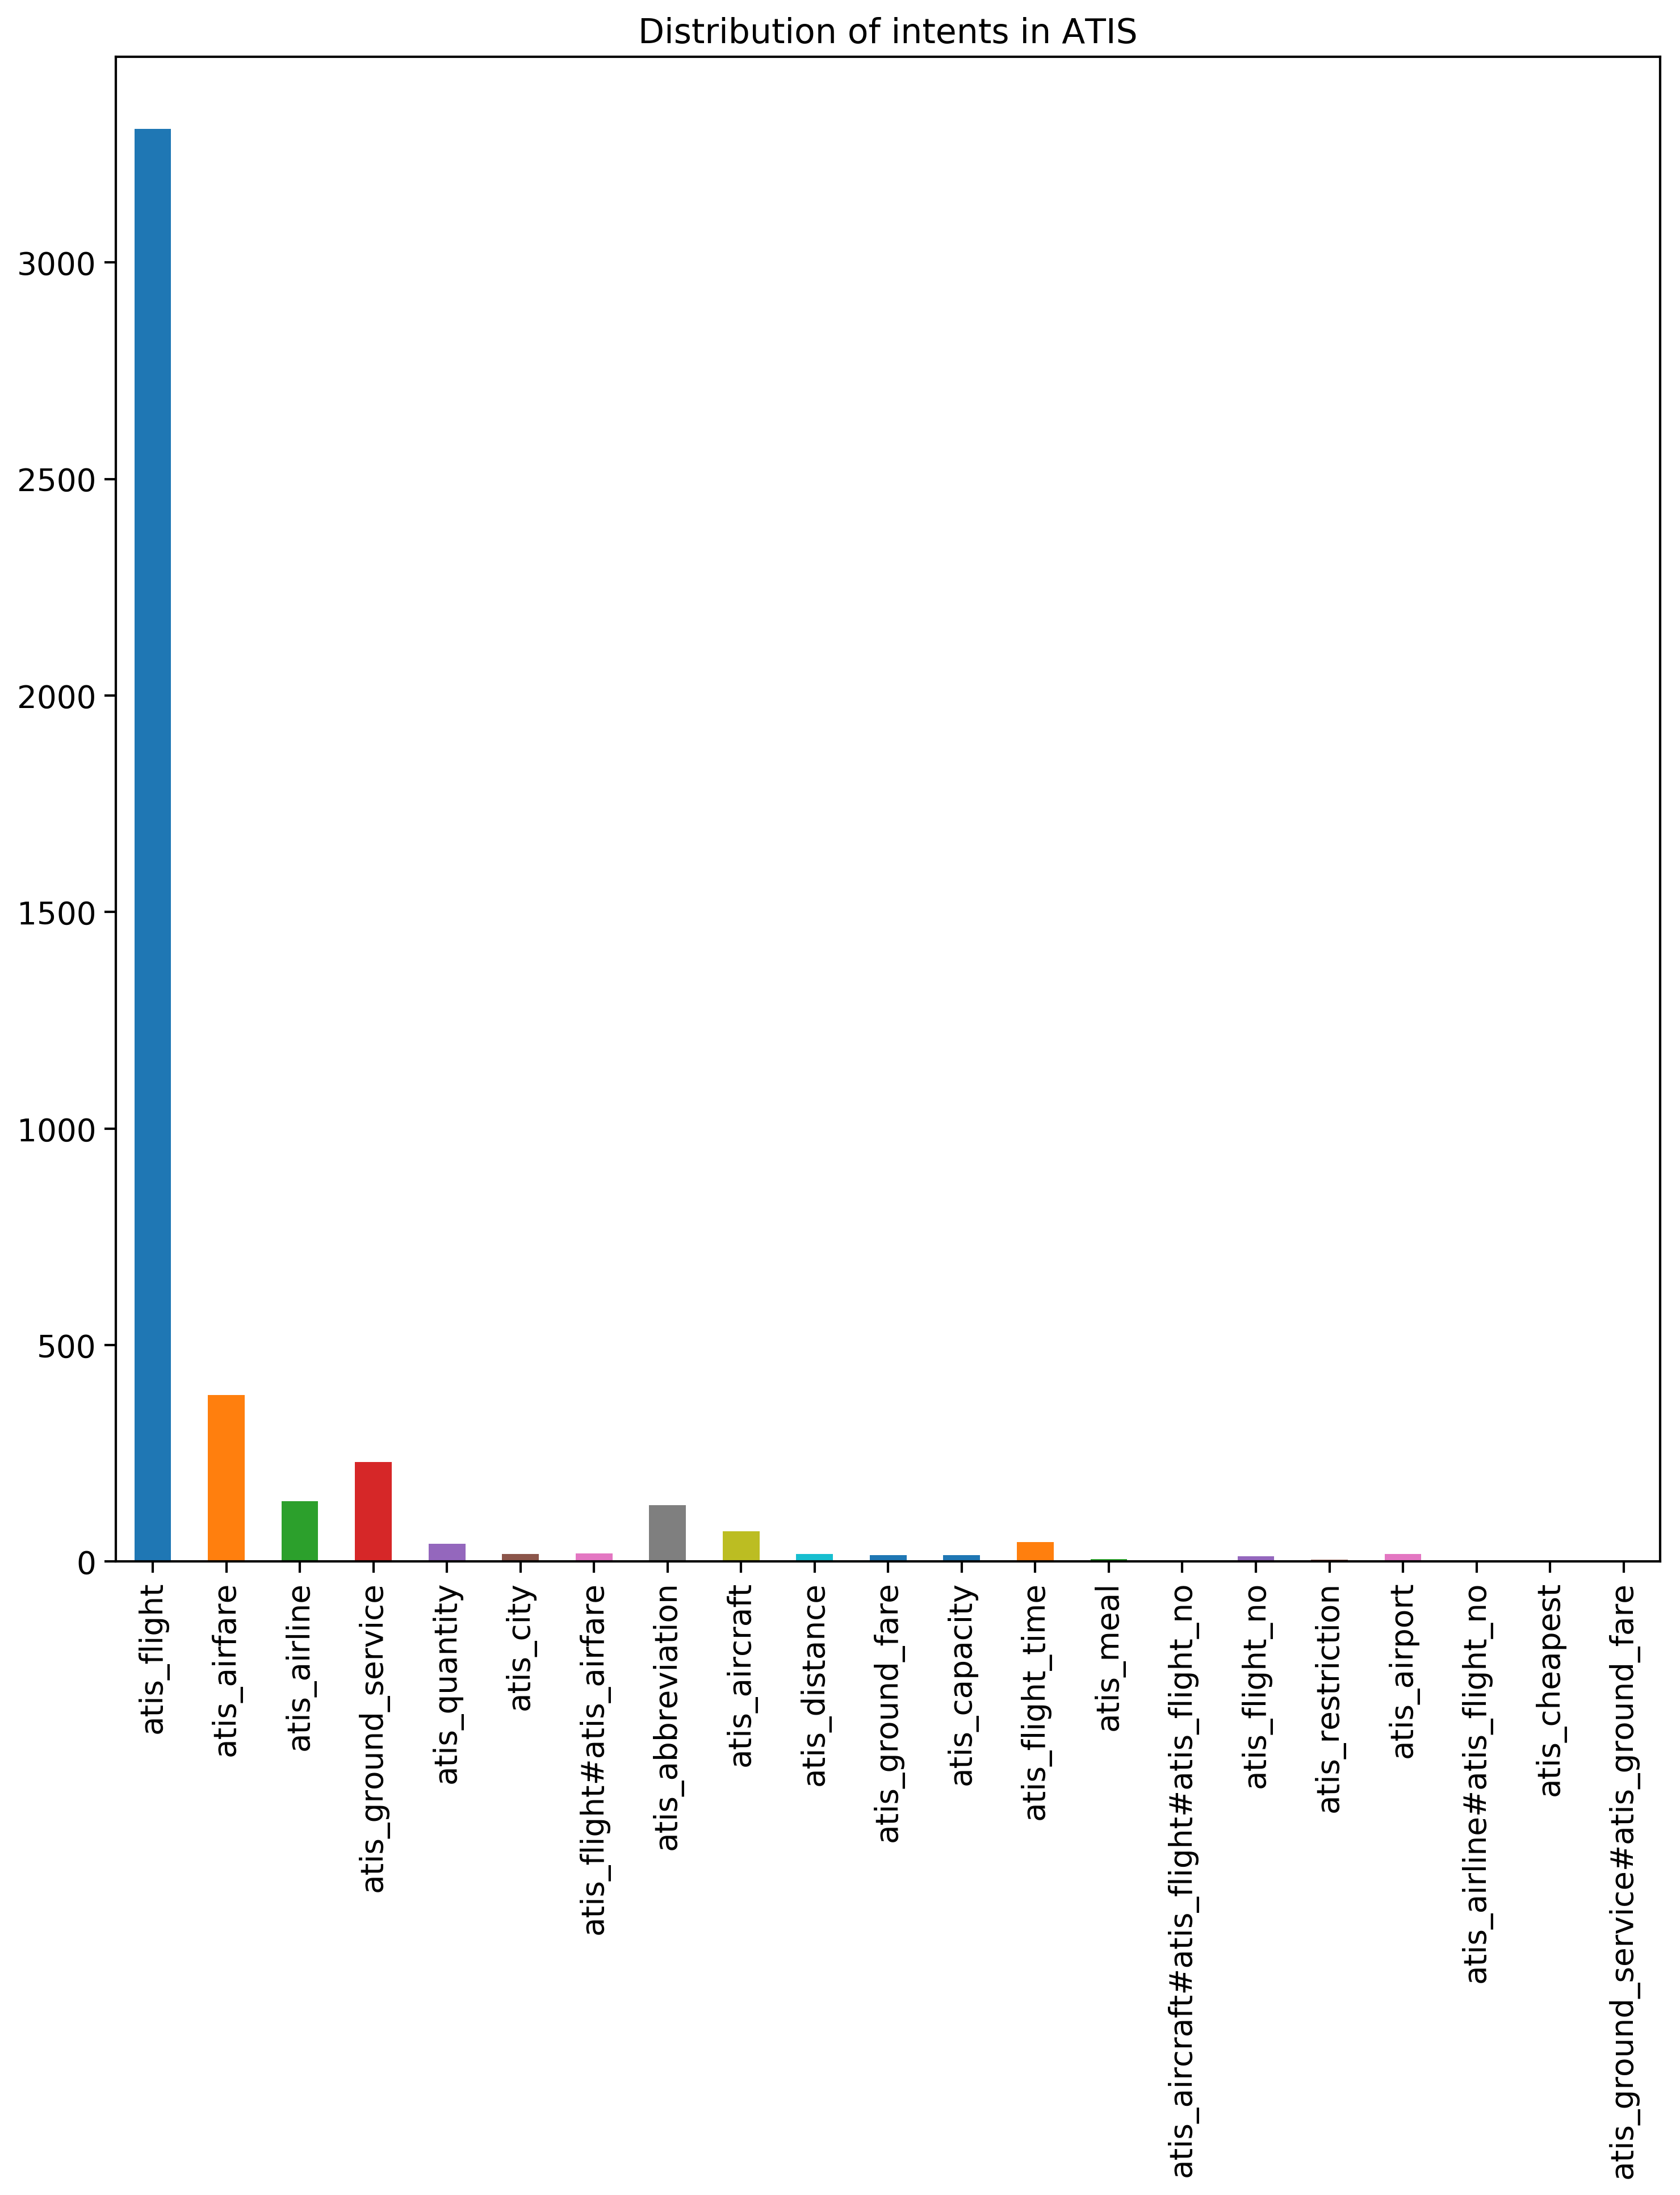 Distribution of intents in ATIS
3000
2500
2000
1500
1000
500
0
atis_flight
atis_airfare
atis_airline
atis_ground_service
atis_quantity
atis_city
atis_flight#atis_airfare
atis_abbreviation
atis_aircraft
atis_distance
atis_ground_fare
atis_capacity
atis_flight_time
atis_meal
atis_aircraft#atis_flight#atis_flight_no
atis_flight_no
atis_restriction
atis_airport
atis_airline#atis_flight_no
atis_cheapest
atis_ground_service#atis_ground_fare